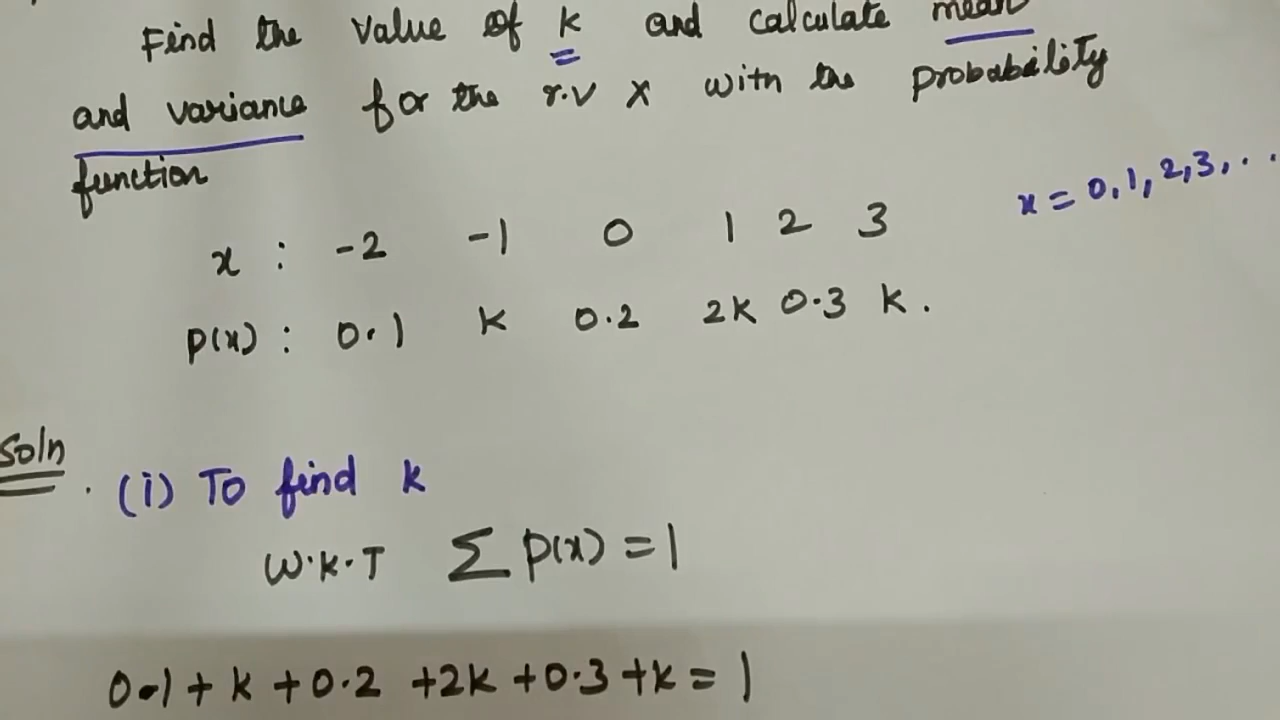 Find the value of k and calculate mean
and variance for the r.v X with the probability
function
x = 0, 1, 2, 3, ...
x : -2 -1 0 1 2 3
p(x) : 0.1 k 0.2 2k 0.3 k.
Soln
(i) To find k
W.K.T Σ p(x) = 1
0.1 + k + 0.2 + 2k + 0.3 + k = 1